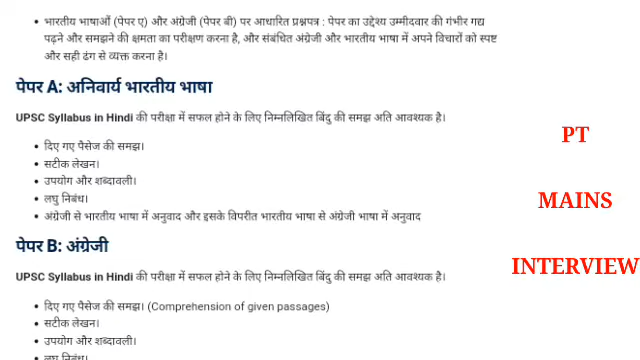 • भारतीय भाषाओं (पेपर ए) और अंग्रेजी (पेपर बी) पर आधारित प्रश्नपत्र : पेपर का उद्देश्य उम्मीदवार की गंभीर गद्य
पढ़ने और समझने की क्षमता का परीक्षण करना है, और संबंधित अंग्रेजी और भारतीय भाषा में अपने विचारों को स्पष्ट
और सही ढंग से व्यक्त करना है।
पेपर A: अनिवार्य भारतीय भाषा
UPSC Syllabus in Hindi की परीक्षा में सफल होने के लिए निम्नलिखित बिंदु की समझ अति आवश्यक है।
• दिए गए पैसेज की समझ।
• सटीक लेखन।
• उपयोग और शब्दावली।
• लघु निबंध।
• अंग्रेजी से भारतीय भाषा में अनुवाद और इसके विपरीत भारतीय भाषा से अंग्रेजी भाषा में अनुवाद
पेपर B: अंग्रेजी
UPSC Syllabus in Hindi की परीक्षा में सफल होने के लिए निम्नलिखित बिंदु की समझ अति आवश्यक है।
• दिए गए पैसेज की समझ। (Comprehension of given passages)
• सटीक लेखन।
• उपयोग और शब्दावली।
• लघु निबंध।
PT
MAINS
INTERVIEW